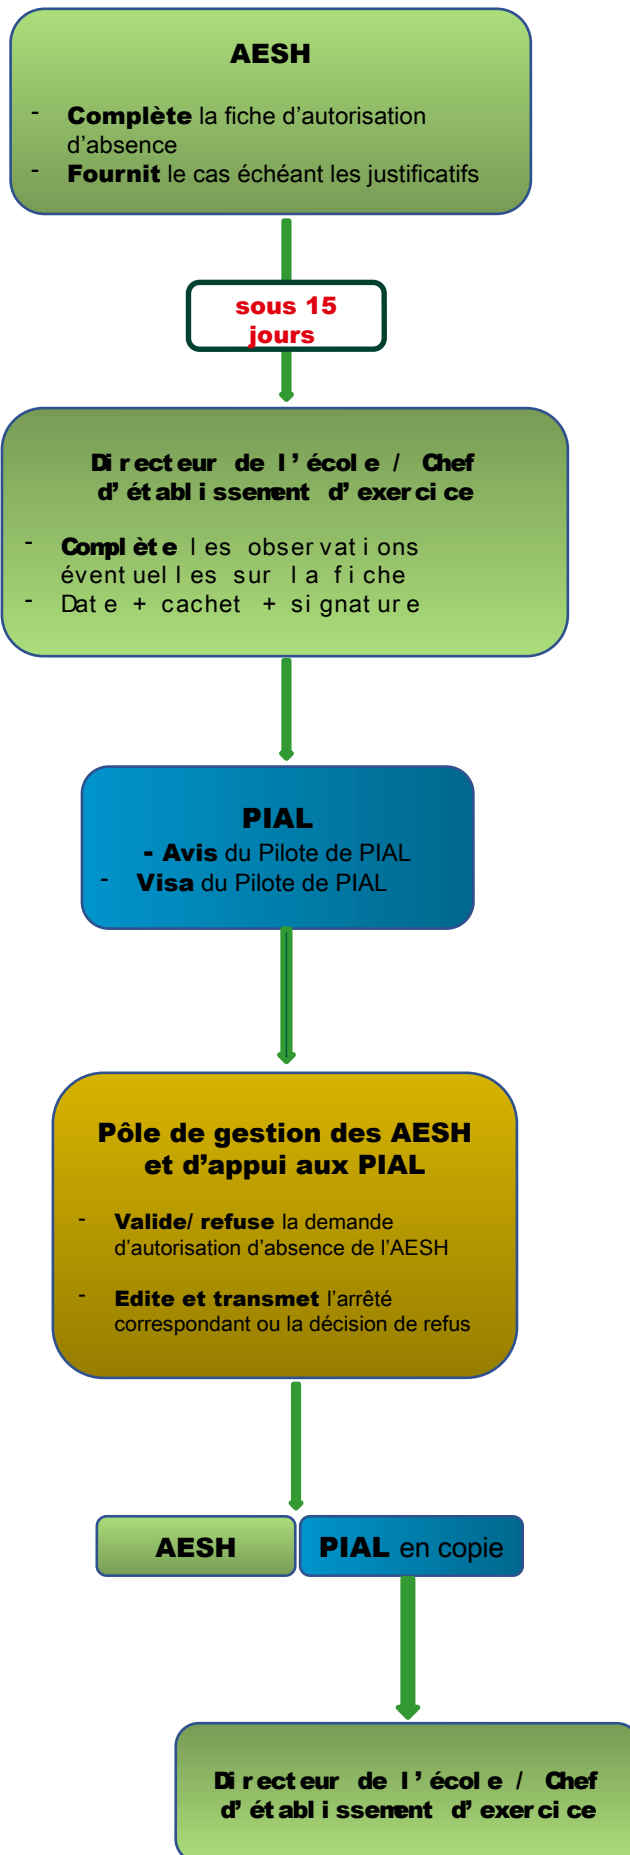 AESH
- Complète la fiche d’autorisation
d’absence
- Fournit le cas échéant les justificatifs
sous 15
jours
Directeur de l’école / Chef
d’établissement d’exercice
- Complète les observations
éventuelles sur la fiche
- Date + cachet + signature
PIAL
- Avis du Pilote de PIAL
- Visa du Pilote de PIAL
Pôle de gestion des AESH
et d’appui aux PIAL
- Valide/ refuse la demande
d’autorisation d’absence de l’AESH
- Edite et transmet l’arrêté
correspondant ou la décision de refus
AESH
PIAL en copie
Directeur de l’école / Chef
d’établissement d’exercice